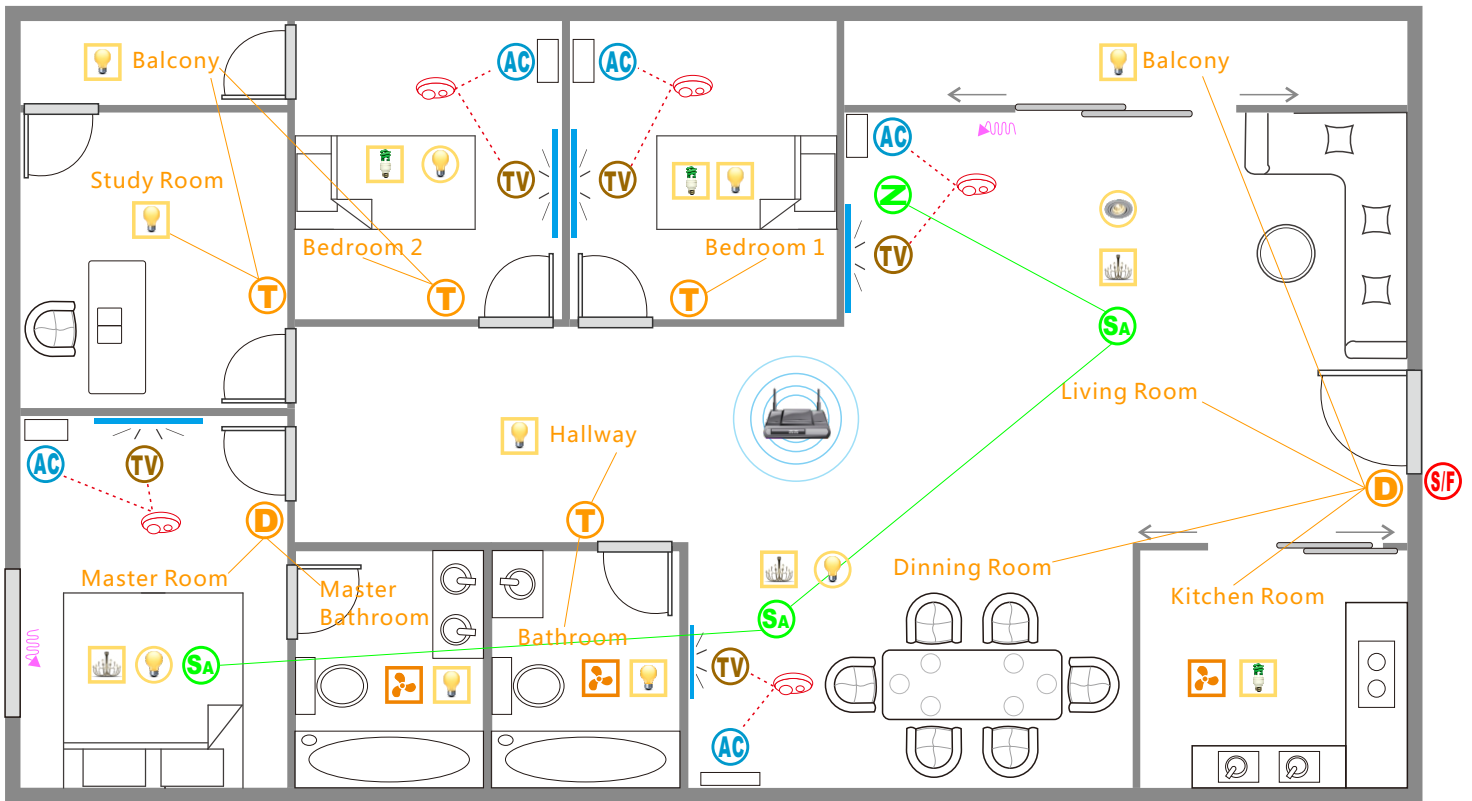 Balcony
AC
AC
Balcony
AC
Study Room
TV
TV
N
Bedroom 2
Bedroom 1
TV
T
T
T
SA
Living Room
Hallway
AC
TV
D
S/F
D
T
Master Room
Dinning Room
Master
Bathroom
Kitchen Room
SA
Bathroom
SA
TV
AC